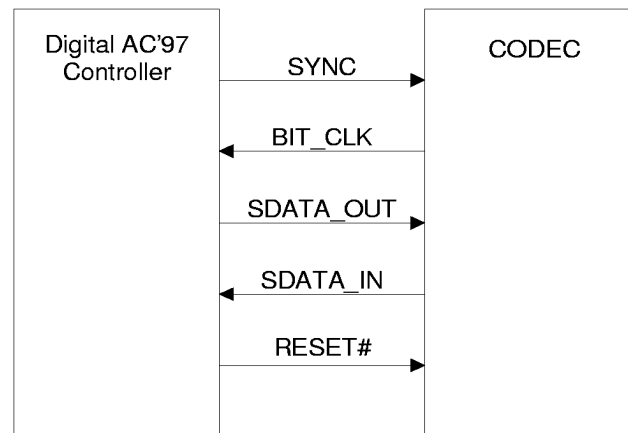 Digital AC'97
Controller
CODEC
SYNC
BIT_CLK
SDATA_OUT
SDATA_IN
RESET#